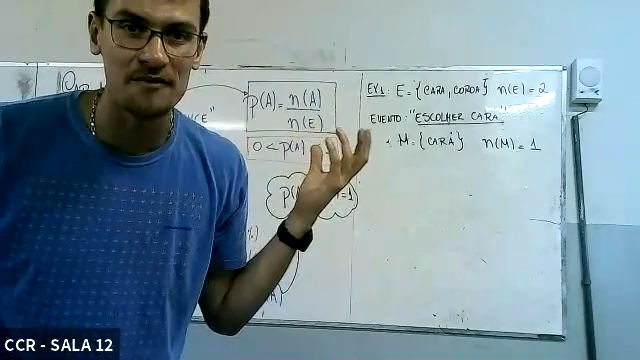 p(A) = n(A)
n(E)
0 < p(A)
EX1: E = {CARA, COROA} n(E) = 2
EVENTO: "ESCOLHER CARA"
M = {CARA} n(M) = 1
CCR - SALA 12